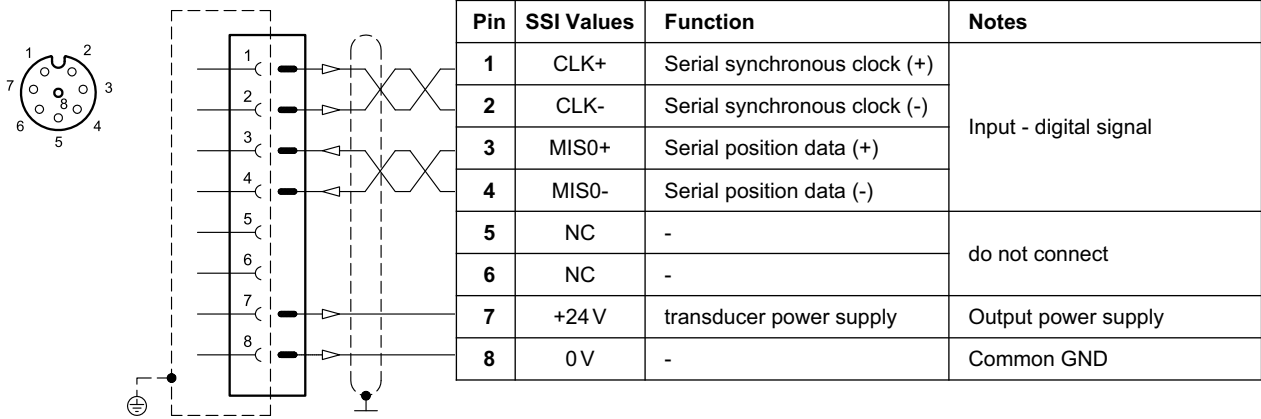 1 2
7 8 3
6 5 4
1
2
3
4
5
6
7
8
Pin SSI Values Function Notes
1 CLK+ Serial synchronous clock (+)
2 CLK- Serial synchronous clock (-)
Input - digital signal
3 MIS0+ Serial position data (+)
4 MIS0- Serial position data (-)
5 NC -
do not connect
6 NC -
7 +24 V transducer power supply Output power supply
8 0 V - Common GND